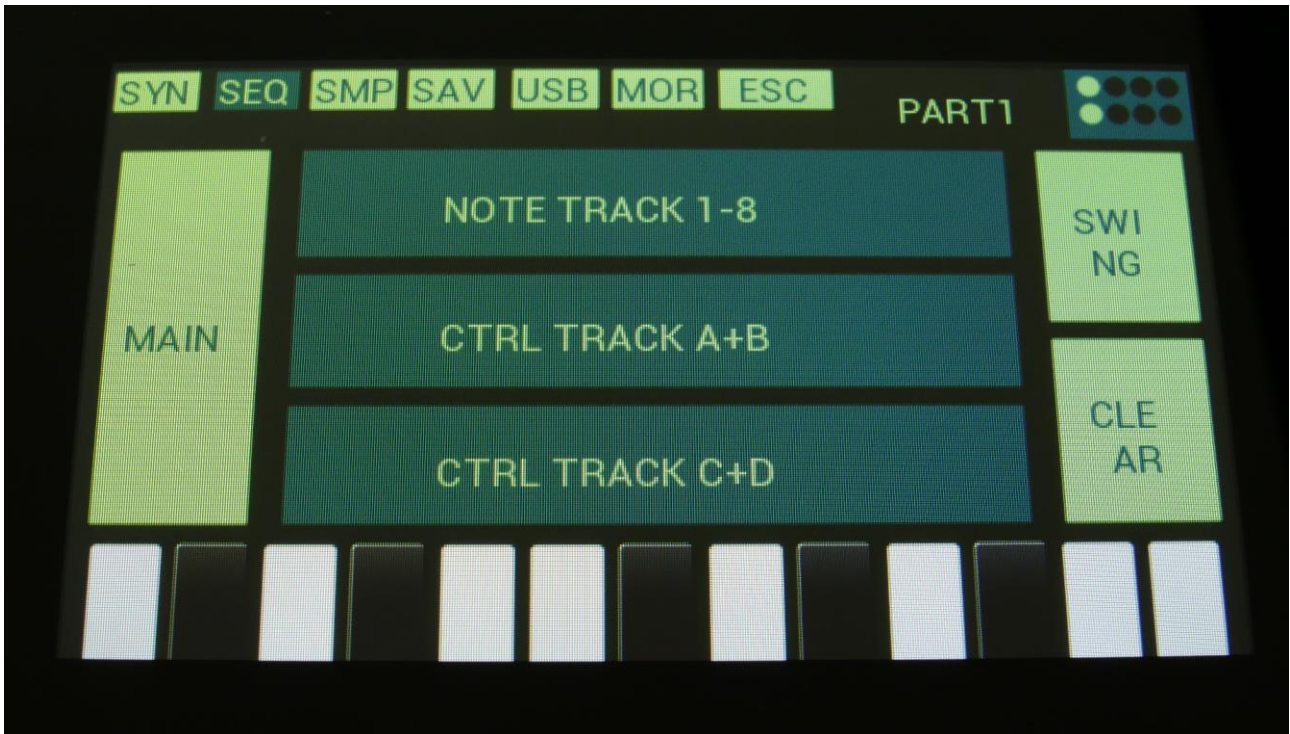 SYN SEQ SMP SAV USB MOR ESC
PART1
MAIN
NOTE TRACK 1-8
CTRL TRACK A+B
CTRL TRACK C+D
SWI
NG
CLE
AR